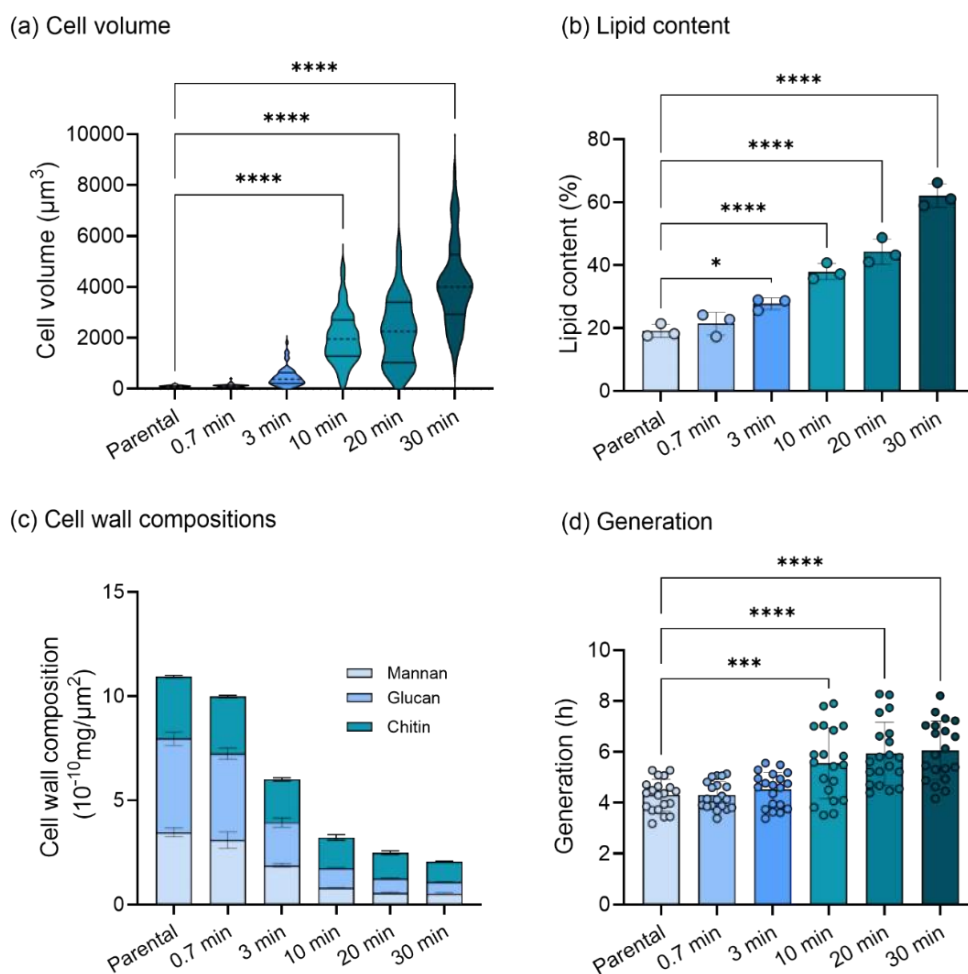 (a) Cell volume
****
****
****
Cell volume (µm³)
10000
8000
6000
4000
2000
0
Parental
0.7 min
3 min
10 min
20 min
30 min
(b) Lipid content
****
****
****
*
Lipid content (%)
80
60
40
20
0
Parental
0.7 min
3 min
10 min
20 min
30 min
(c) Cell wall compositions
Cell wall composition
(10⁻¹⁰mg/µm²)
15
10
5
0
Mannan
Glucan
Chitin
Parental
0.7 min
3 min
10 min
20 min
30 min
(d) Generation
****
****
***
Generation (h)
10
8
6
4
2
0
Parental
0.7 min
3 min
10 min
20 min
30 min